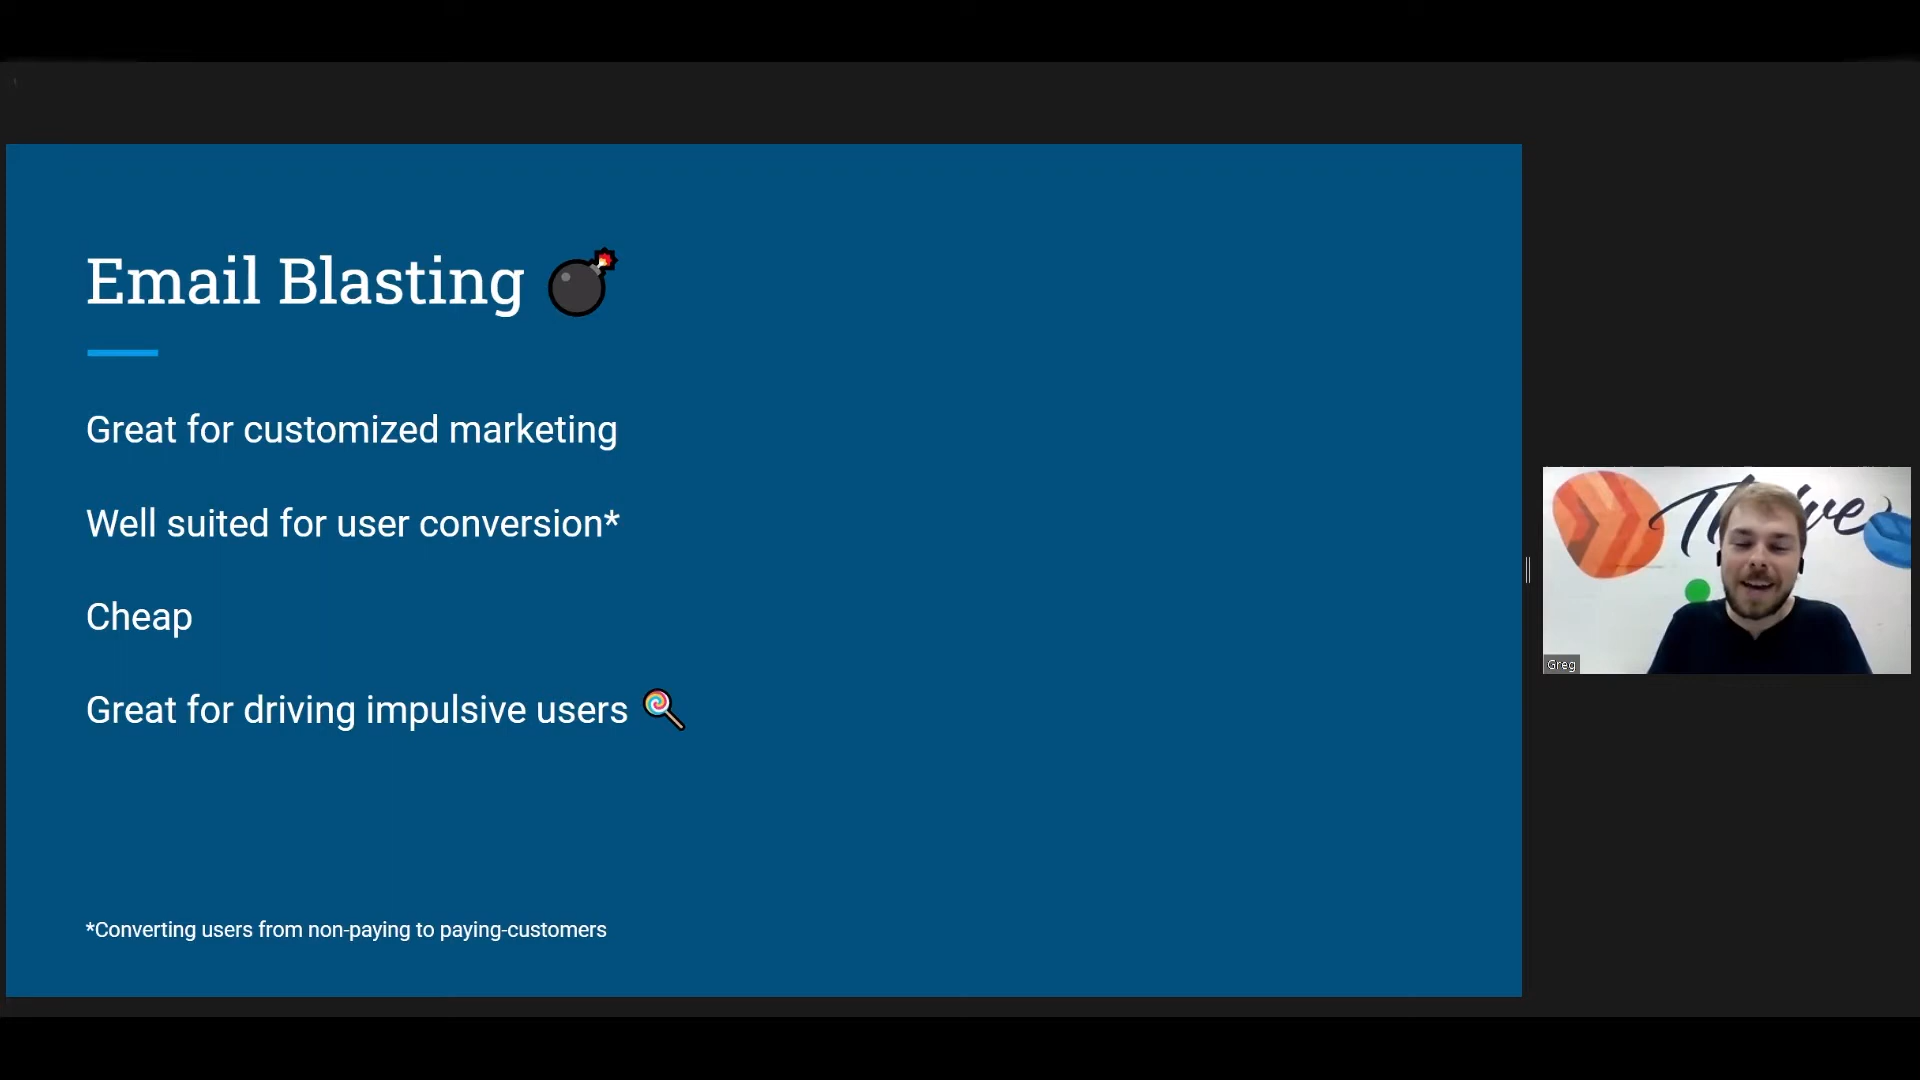 Email Blasting 💣
Great for customized marketing
Well suited for user conversion*
Cheap
Great for driving impulsive users 🍭
*Converting users from non-paying to paying-customers
Thrive
Greg